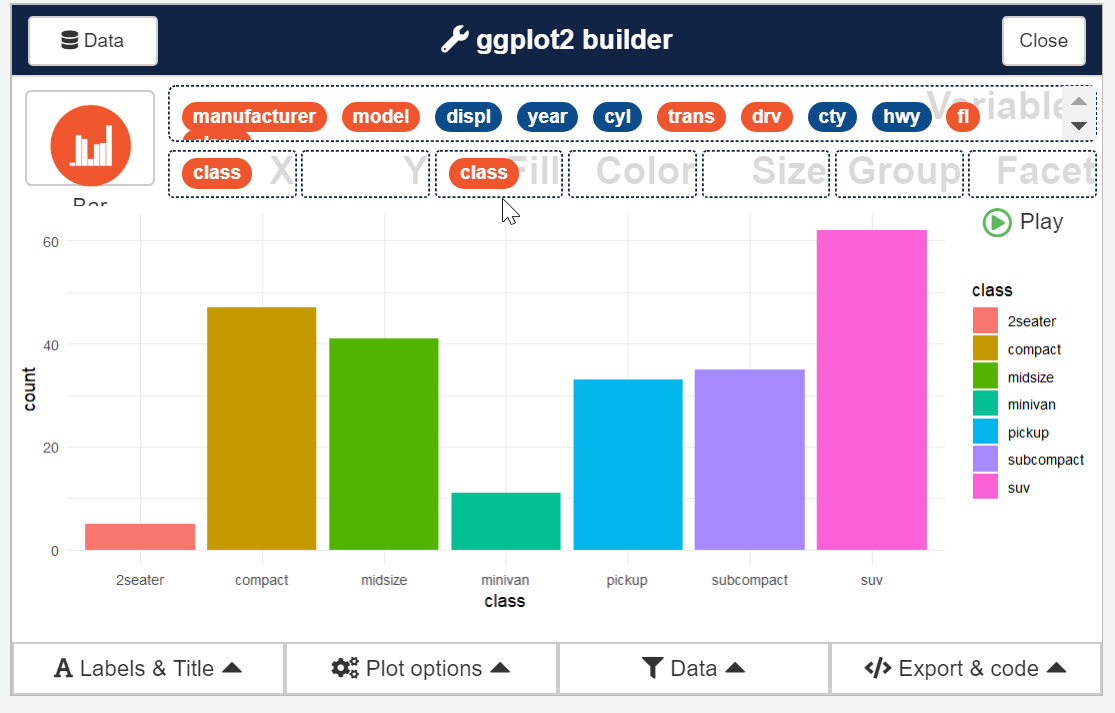 Data
ggplot2 builder
Close
manufacturer model displ year cyl trans drv cty hwy fl
class
Bar
class X Y class Fill Color Size Group Facet
Play
60
40
20
0
count
2seater compact midsize minivan pickup subcompact suv
class
class
2seater
compact
midsize
minivan
pickup
subcompact
suv
A Labels & Title Plot options Data </> Export & code